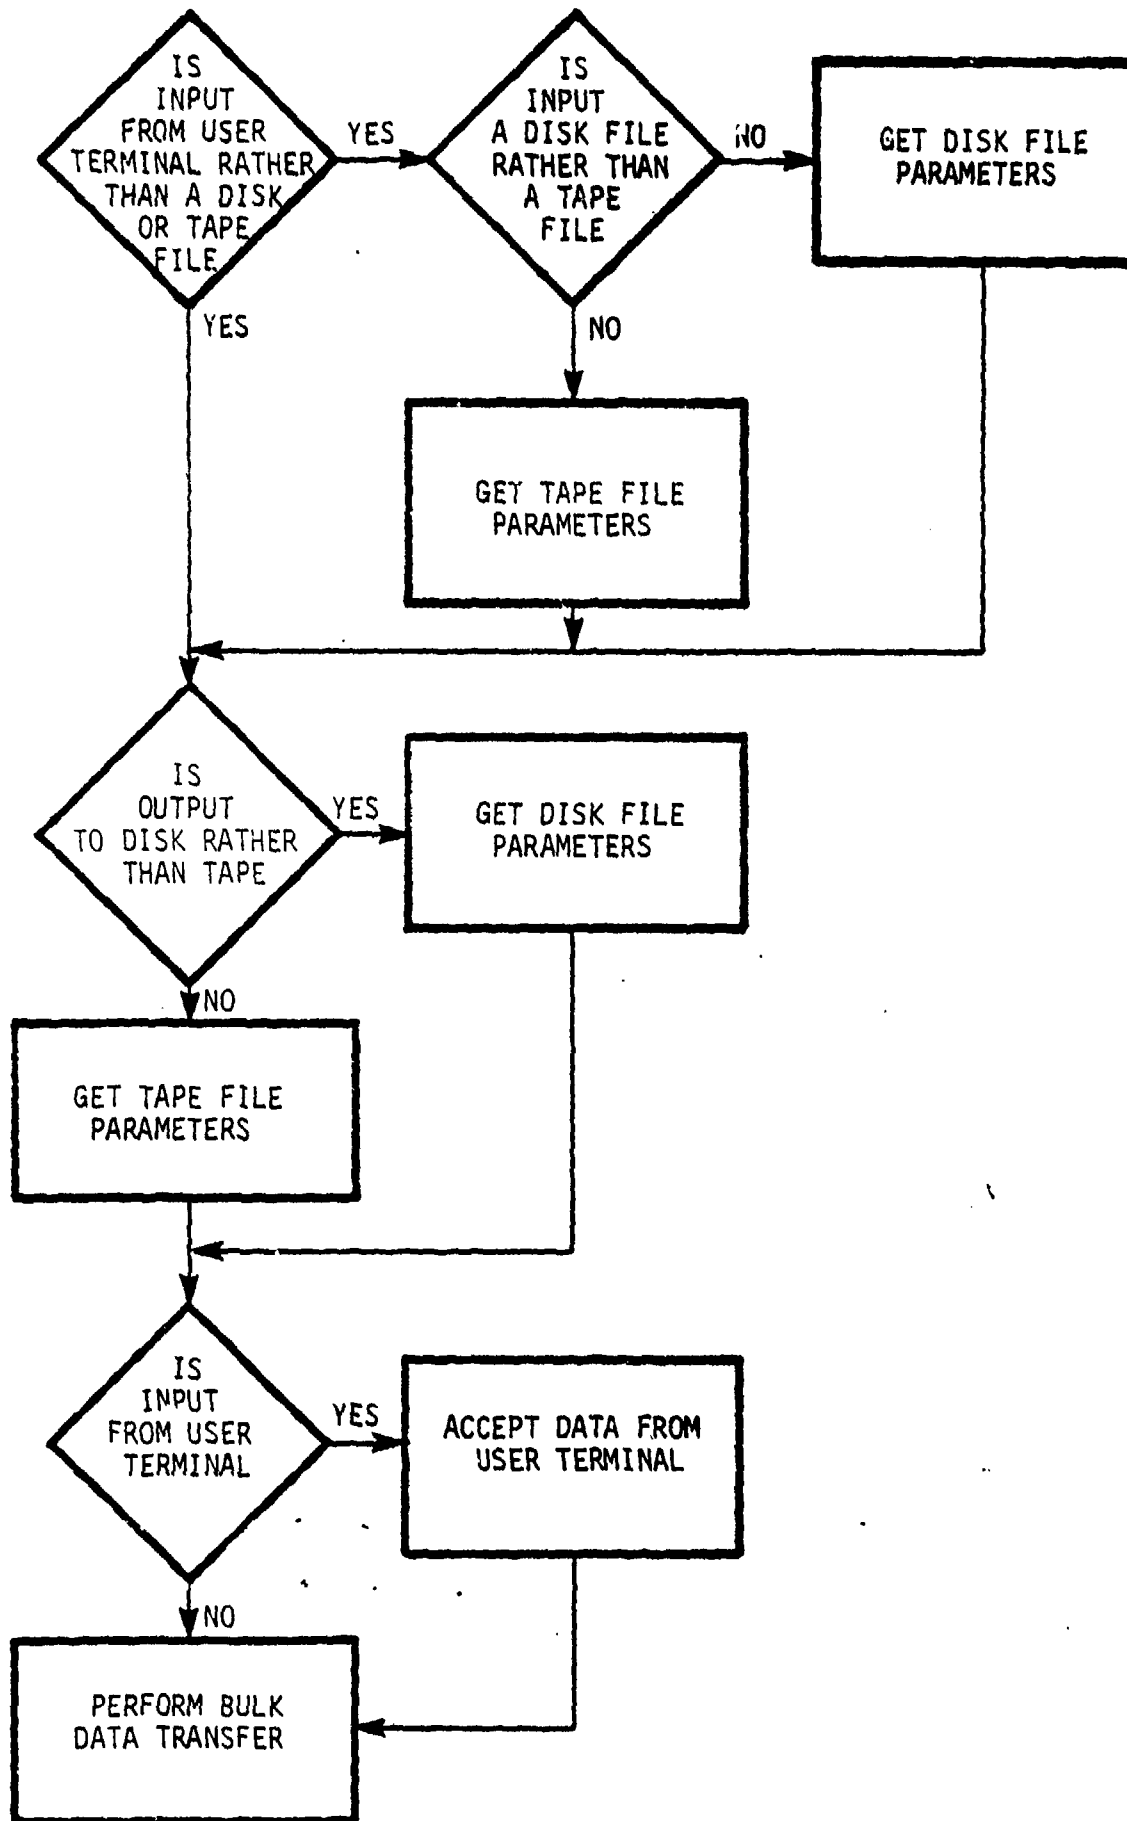 IS
INPUT
FROM USER
TERMINAL RATHER
THAN A DISK
OR TAPE
FILE
YES
YES
IS
INPUT
A DISK FILE
RATHER THAN
A TAPE
FILE
NO
NO
GET DISK FILE
PARAMETERS
GET TAPE FILE
PARAMETERS
IS
OUTPUT
TO DISK RATHER
THAN TAPE
YES
NO
GET DISK FILE
PARAMETERS
GET TAPE FILE
PARAMETERS
IS
INPUT
FROM USER
TERMINAL
YES
NO
ACCEPT DATA FROM
USER TERMINAL
PERFORM BULK
DATA TRANSFER